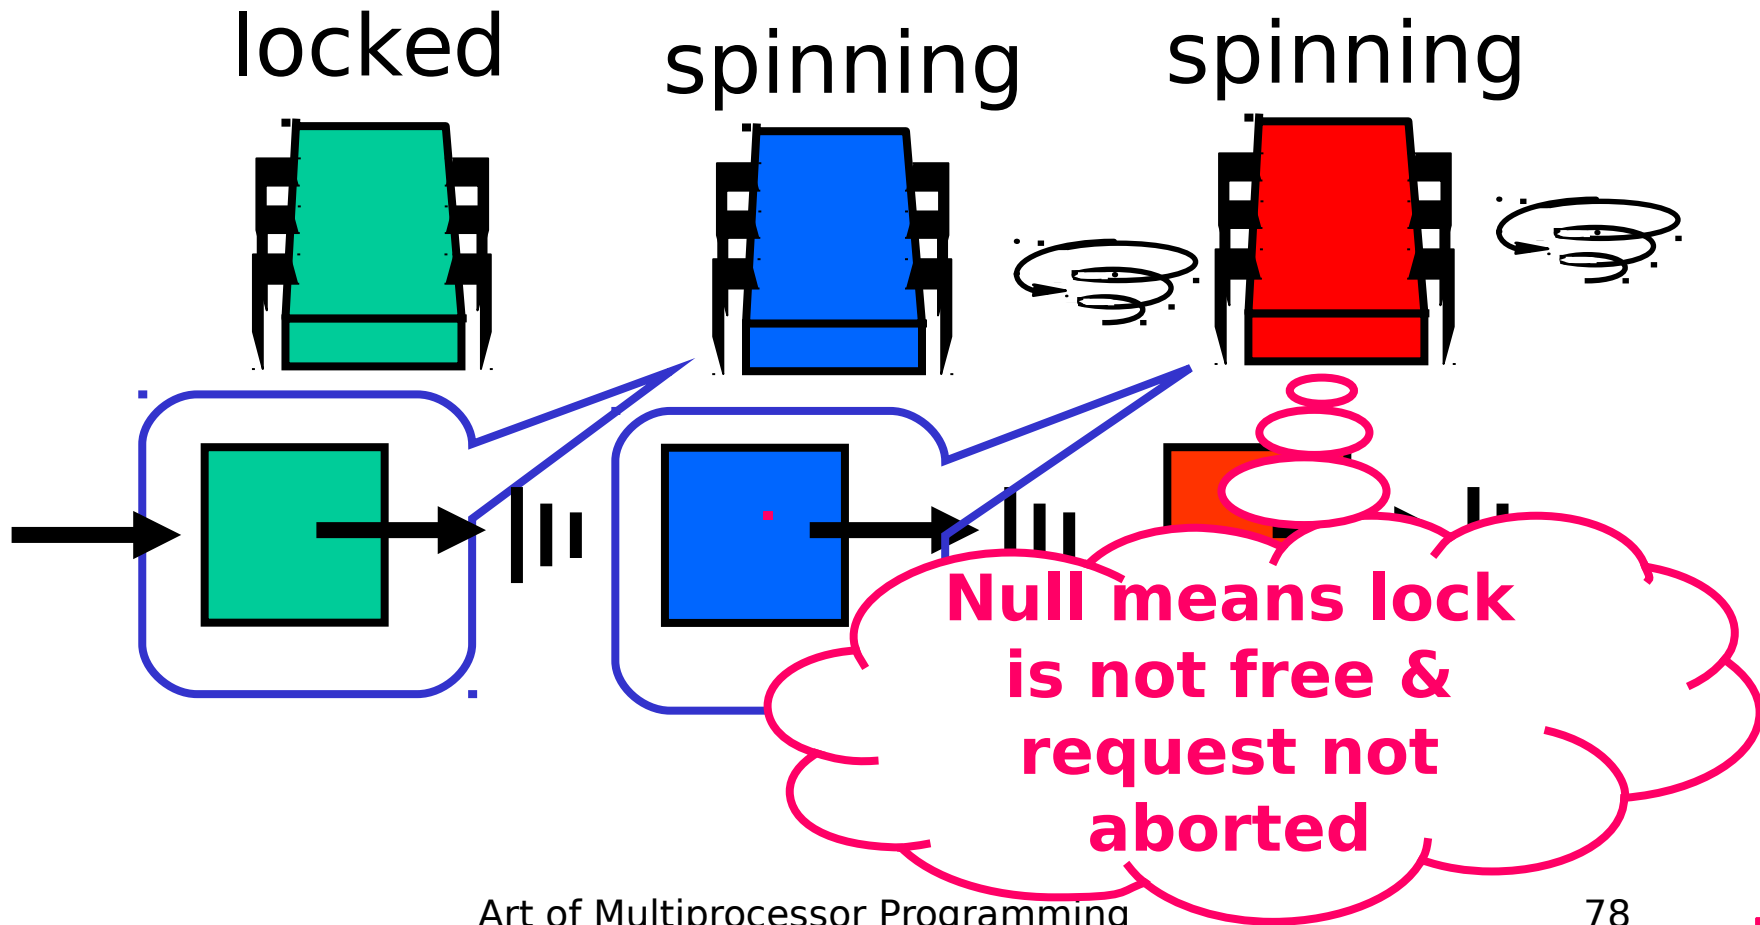 locked
spinning
spinning
Null means lock
is not free &
request not
aborted
Art of Multiprocessor Programming
78